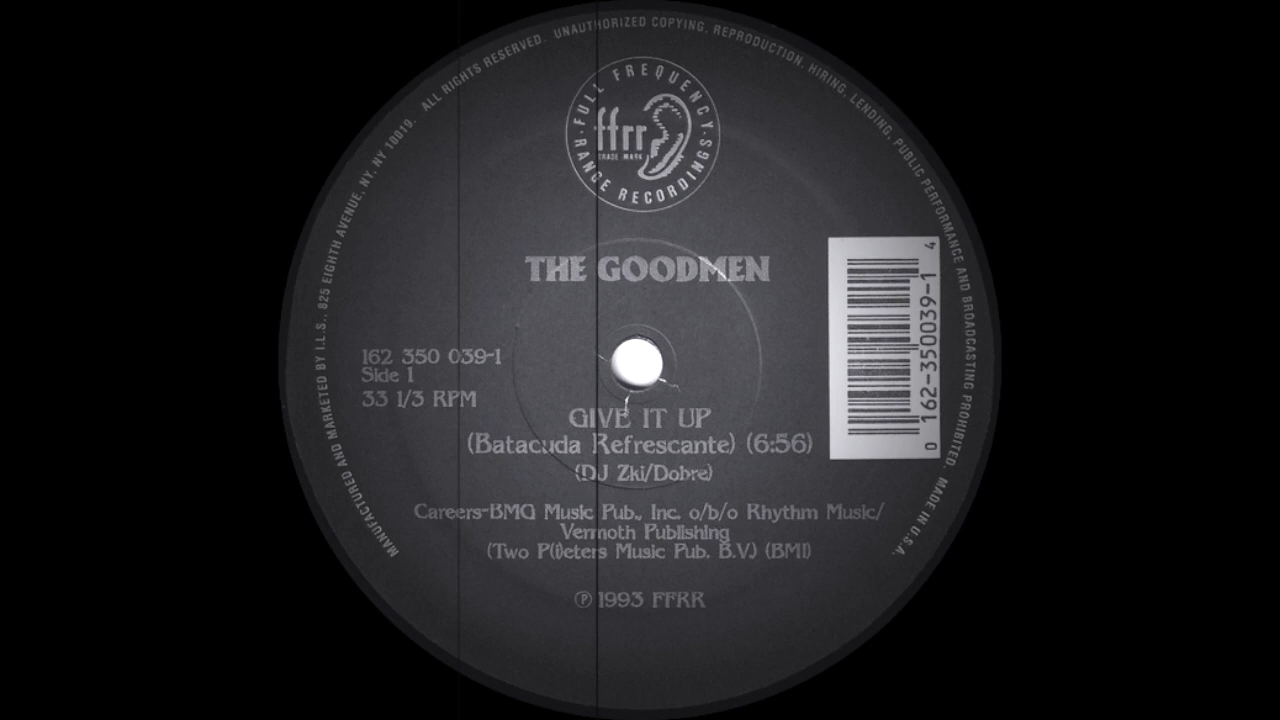 MANUFACTURED AND MARKETED BY I.L.S., 825 EIGHTH AVENUE, NY, NY 10019. ALL RIGHTS RESERVED. UNAUTHORIZED COPYING, REPRODUCTION, HIRING, LENDING, PUBLIC PERFORMANCE AND BROADCASTING PROHIBITED. MADE IN U.S.A.
FULL FREQUENCY
ffrr
TRADE MARK
RANGE RECORDINGS
THE GOODMEN
162 350 039-1
Side 1
33 1/3 RPM
0 162-350039-1 4
GIVE IT UP
(Batacuda Refrescante) (6:56)
(DJ Zki/Dobre)
Careers-BMG Music Pub., Inc. o/b/o Rhythm Music/
Vermoth Publishing
(Two P(i)eters Music Pub. B.V.) (BMI)
℗ 1993 FFRR